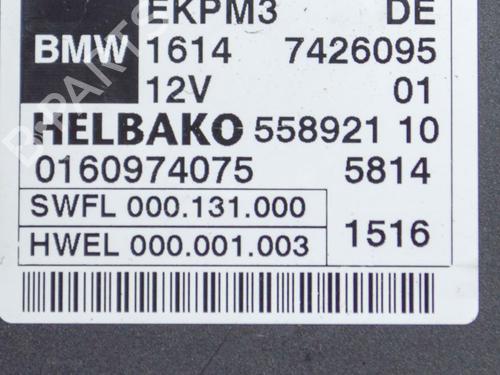 EKPM3 DE
BMW 1614 7426095
12V 01
HELBAKO 558921 10
0160974075 5814
SWFL 000.131.000
HWEL 000.001.003
1516
B-PARTS